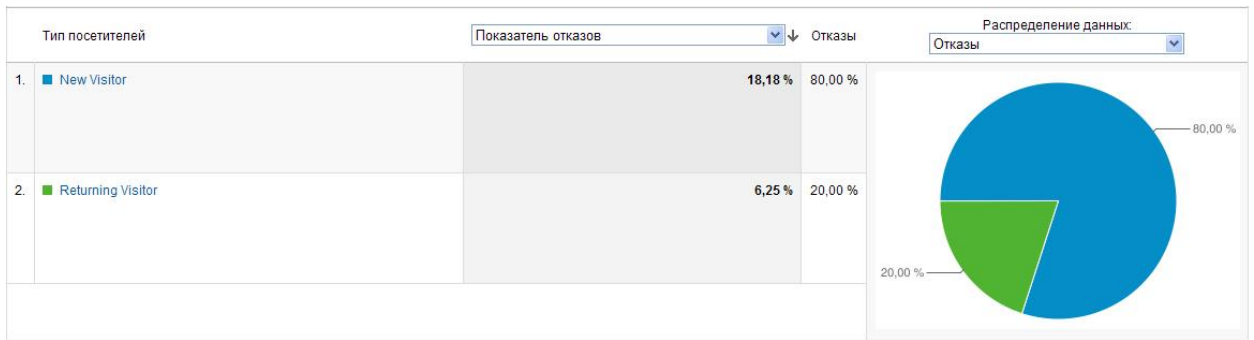 Тип посетителей
Показатель отказов
Отказы
Распределение данных:
Отказы
1. New Visitor 18,18 % 80,00 %
2. Returning Visitor 6,25 % 20,00 %
80,00 %
20,00 %